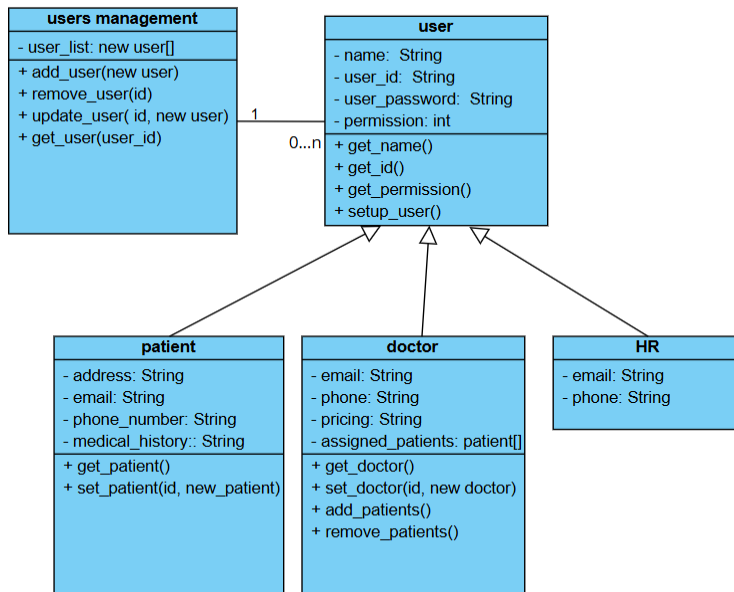 users management
- user_list: new user[]
+ add_user(new user)
+ remove_user(id)
+ update_user( id, new user)
+ get_user(user_id)
1
0...n
user
- name:  String
- user_id:  String
- user_password:  String
- permission: int
+ get_name()
+ get_id()
+ get_permission()
+ setup_user()
patient
- address: String
- email: String
- phone_number: String
- medical_history:: String
+ get_patient()
+ set_patient(id, new_patient)
doctor
- email: String
- phone: String
- pricing: String
- assigned_patients: patient[]
+ get_doctor()
+ set_doctor(id, new doctor)
+ add_patients()
+ remove_patients()
HR
- email: String
- phone: String